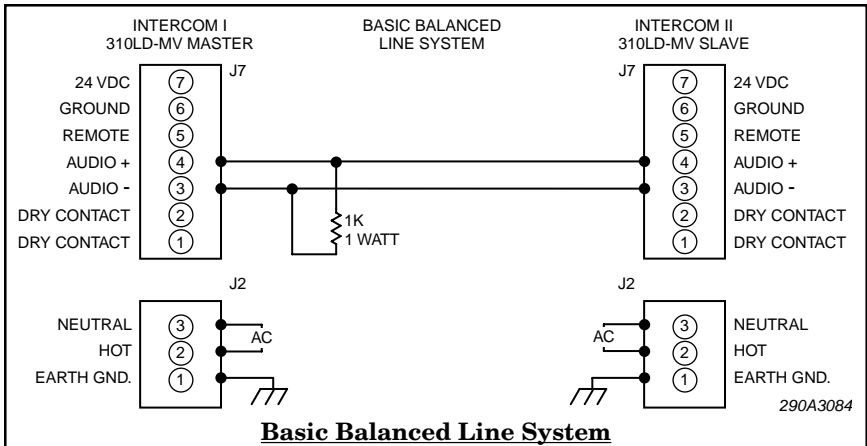 INTERCOM I
310LD-MV MASTER
BASIC BALANCED
LINE SYSTEM
INTERCOM II
310LD-MV SLAVE
J7
24 VDC 7
GROUND 6
REMOTE 5
AUDIO + 4
AUDIO - 3
DRY CONTACT 2
DRY CONTACT 1
1K
1 WATT
J7
7 24 VDC
6 GROUND
5 REMOTE
4 AUDIO +
3 AUDIO -
2 DRY CONTACT
1 DRY CONTACT
J2
NEUTRAL 3
HOT 2
EARTH GND. 1
AC
J2
AC
3 NEUTRAL
2 HOT
1 EARTH GND.
290A3084
Basic Balanced Line System